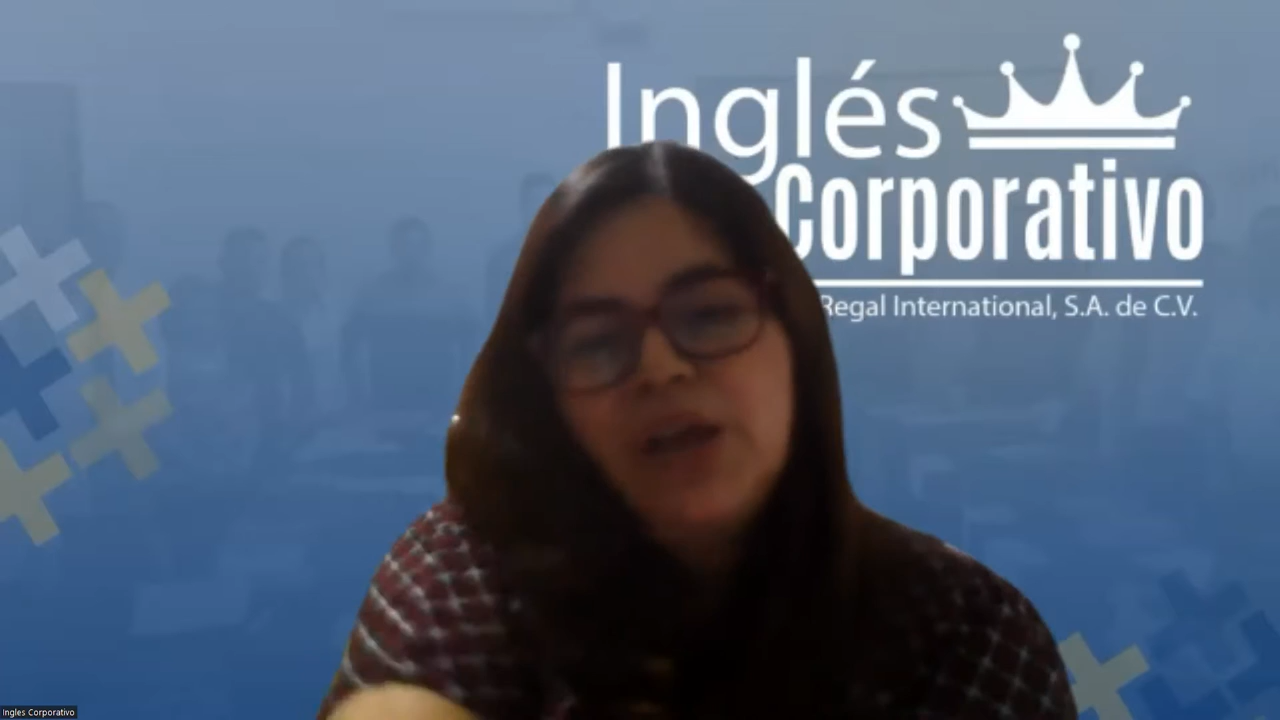 Inglés
Corporativo
Regal International, S.A. de C.V.
Ingles Corporativo